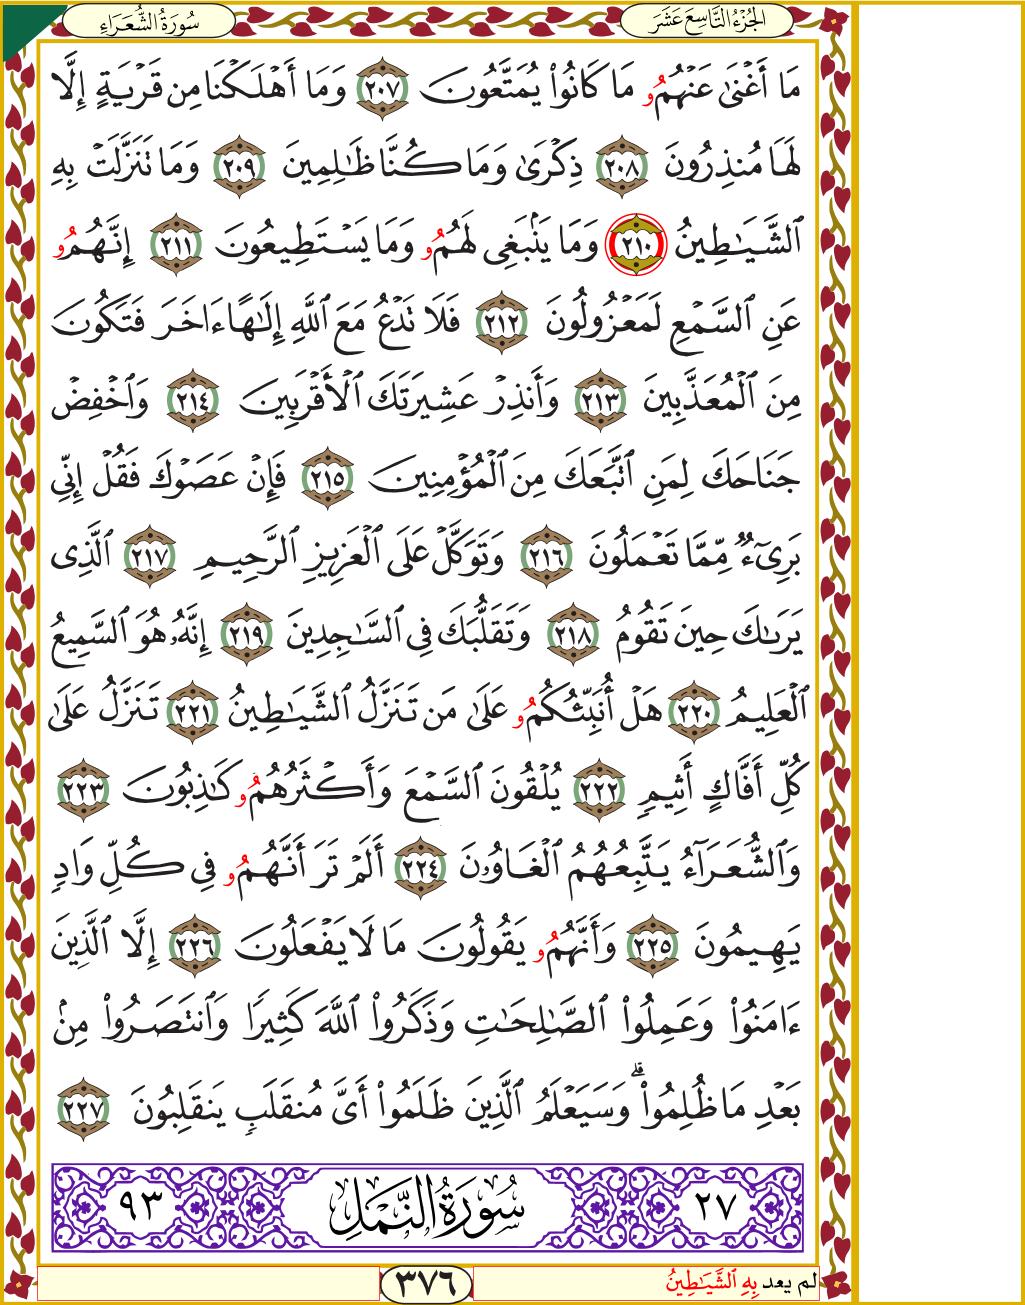 الجُزْءُ التَّاسِعَ عَشَرَ
سُورَةُ الشُّعَرَاءِ
مَا أَغْنَىٰ عَنْهُمُۥ مَا كَانُوا۟ يُمَتَّعُونَ ٢٠٧ وَمَا أَهْلَكْنَا مِن قَرْيَةٍ إِلَّا
لَهَا مُنذِرُونَ ٢٠٨ ذِكْرَىٰ وَمَا كُنَّا ظَٰلِمِينَ ٢٠٩ وَمَا تَنَزَّلَتْ بِهِ
ٱلشَّيَٰطِينُ ٢١٠ وَمَا يَنۢبَغِى لَهُمُۥ وَمَا يَسْتَطِيعُونَ ٢١١ إِنَّهُمُۥ
عَنِ ٱلسَّمْعِ لَمَعْزُولُونَ ٢١٢ فَلَا تَدْعُ مَعَ ٱللَّهِ إِلَٰهًا ءَاخَرَ فَتَكُونَ
مِنَ ٱلْمُعَذَّبِينَ ٢١٣ وَأَنذِرْ عَشِيرَتَكَ ٱلْأَقْرَبِينَ ٢١٤ وَٱخْفِضْ
جَنَاحَكَ لِمَنِ ٱتَّبَعَكَ مِنَ ٱلْمُؤْمِنِينَ ٢١٥ فَإِنْ عَصَوْكَ فَقُلْ إِنِّى
بَرِىٓءٌ مِّمَّا تَعْمَلُونَ ٢١٦ وَتَوَكَّلْ عَلَى ٱلْعَزِيزِ ٱلرَّحِيمِ ٢١٧ ٱلَّذِى
يَرَىٰكَ حِينَ تَقُومُ ٢١٨ وَتَقَلُّبَكَ فِى ٱلسَّٰجِدِينَ ٢١٩ إِنَّهُۥ هُوَ ٱلسَّمِيعُ
ٱلْعَلِيمُ ٢٢٠ هَلْ أُنَبِّئُكُمُۥ عَلَىٰ مَن تَنَزَّلُ ٱلشَّيَٰطِينُ ٢٢١ تَنَزَّلُ عَلَىٰ
كُلِّ أَفَّاكٍ أَثِيمٍ ٢٢٢ يُلْقُونَ ٱلسَّمْعَ وَأَكْثَرُهُمُۥ كَٰذِبُونَ ٢٢٣
وَٱلشُّعَرَآءُ يَتَّبِعُهُمُ ٱلْغَاوُۥنَ ٢٢٤ أَلَمْ تَرَ أَنَّهُمُۥ فِى كُلِّ وَادٍ
يَهِيمُونَ ٢٢٥ وَأَنَّهُمُۥ يَقُولُونَ مَا لَا يَفْعَلُونَ ٢٢٦ إِلَّا ٱلَّذِينَ
ءَامَنُوا۟ وَعَمِلُوا۟ ٱلصَّٰلِحَٰتِ وَذَكَرُوا۟ ٱللَّهَ كَثِيرًا وَٱنتَصَرُوا۟ مِنۢ
بَعْدِ مَا ظُلِمُوا۟ ۗ وَسَيَعْلَمُ ٱلَّذِينَ ظَلَمُوا۟ أَىَّ مُنقَلَبٍ يَنقَلِبُونَ ٢٢٧
٢٧ سُورَةُ النَّمْلِ ٩٣
لم يعد بِهِ ٱلشَّيَٰطِينُ
٣٧٦